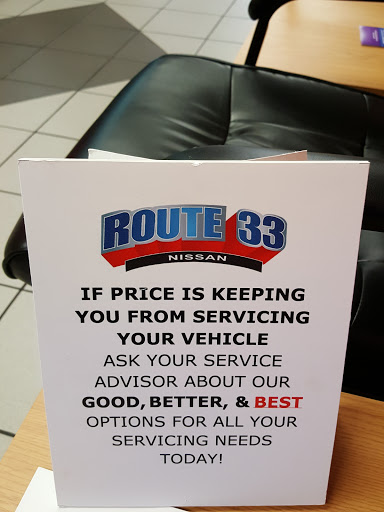 ROUTE 33
NISSAN
IF PRICE IS KEEPING
YOU FROM SERVICING
YOUR VEHICLE
ASK YOUR SERVICE
ADVISOR ABOUT OUR
GOOD, BETTER, & BEST
OPTIONS FOR ALL YOUR
SERVICING NEEDS
TODAY!